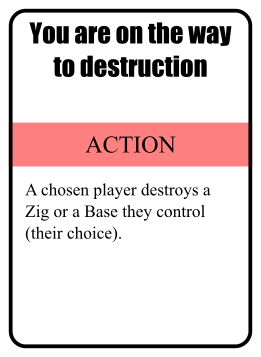 You are on the way
to destruction
ACTION
A chosen player destroys a
Zig or a Base they control
(their choice).